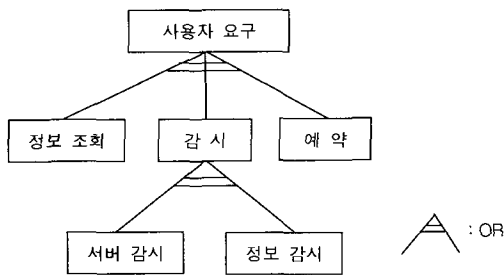 사용자 요구
정보 조회
감 시
예 약
서버 감시
정보 감시
: OR